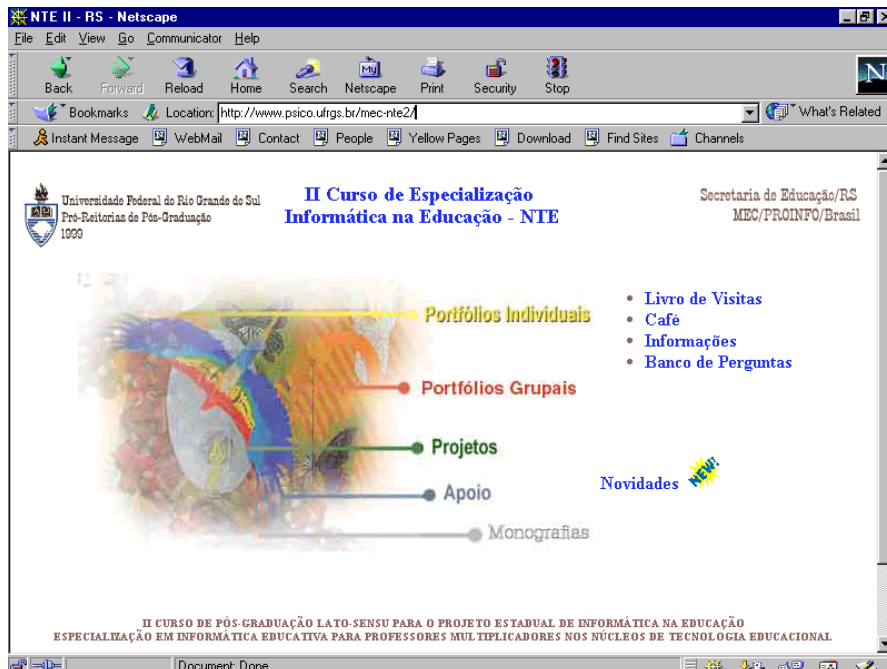 NTE II - RS - Netscape
File Edit View Go Communicator Help
Back Forward Reload Home Search Netscape Print Security Stop
My
N
Bookmarks Location: http://www.psico.ufrgs.br/mec-nte2/ What's Related
Instant Message WebMail Contact People Yellow Pages Download Find Sites Channels
Universidade Federal do Rio Grande do Sul
Pró-Reitorias de Pós-Graduação
1999
II Curso de Especialização
Informática na Educação - NTE
Secretaria de Educação/RS
MEC/PROINFO/Brasil
Portfólios Individuais
Portfólios Grupais
Projetos
Apoio
Monografias
Livro de Visitas
Café
Informações
Banco de Perguntas
Novidades NEW!
II CURSO DE PÓS-GRADUAÇÃO LATO-SENSU PARA O PROJETO ESTADUAL DE INFORMÁTICA NA EDUCAÇÃO
ESPECIALIZAÇÃO EM INFORMÁTICA EDUCATIVA PARA PROFESSORES MULTIPLICADORES NOS NÚCLEOS DE TECNOLOGIA EDUCACIONAL
Document: Done